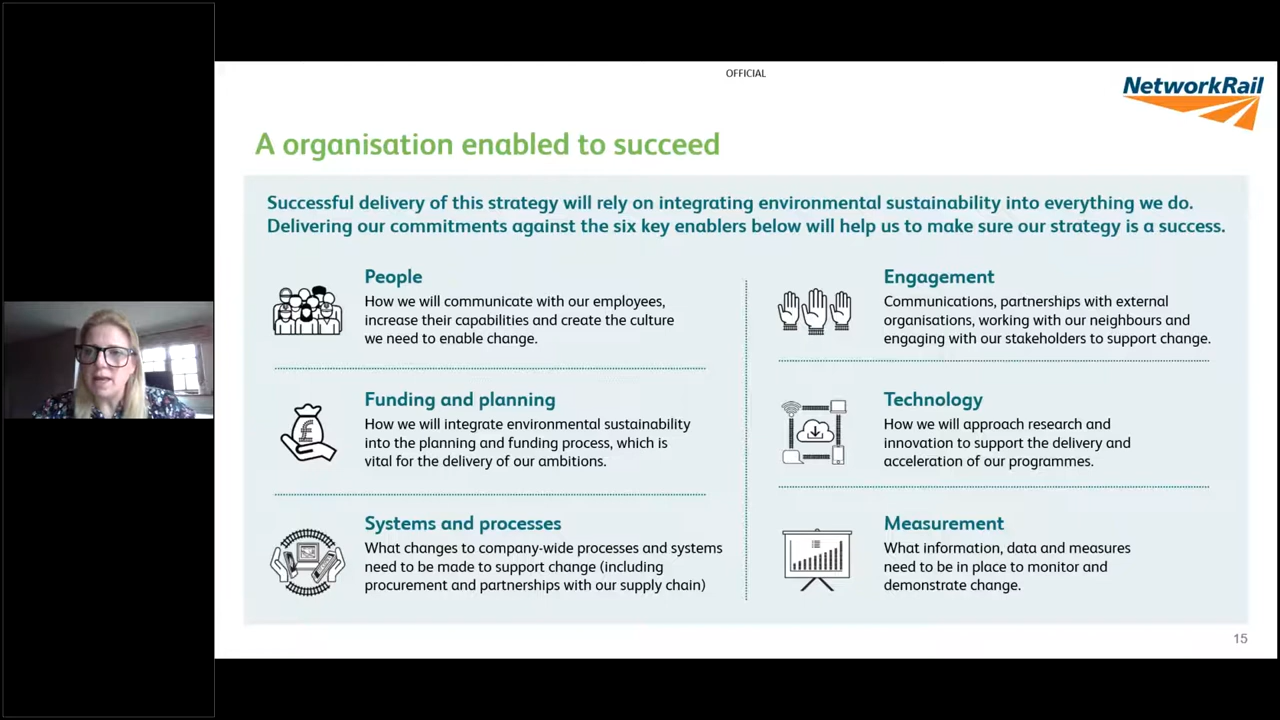 OFFICIAL
NetworkRail
A organisation enabled to succeed
Successful delivery of this strategy will rely on integrating environmental sustainability into everything we do.
Delivering our commitments against the six key enablers below will help us to make sure our strategy is a success.
People
How we will communicate with our employees,
increase their capabilities and create the culture
we need to enable change.
Funding and planning
How we will integrate environmental sustainability
into the planning and funding process, which is
vital for the delivery of our ambitions.
Systems and processes
What changes to company-wide processes and systems
need to be made to support change (including
procurement and partnerships with our supply chain)
Engagement
Communications, partnerships with external
organisations, working with our neighbours and
engaging with our stakeholders to support change.
Technology
How we will approach research and
innovation to support the delivery and
acceleration of our programmes.
Measurement
What information, data and measures
need to be in place to monitor and
demonstrate change.
15